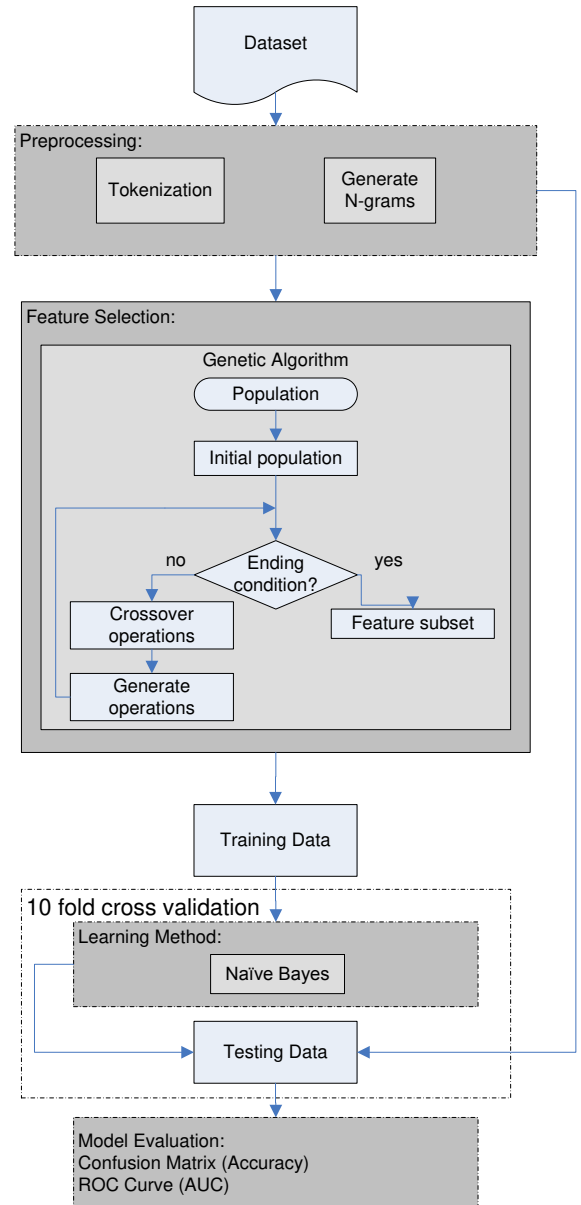 Dataset
Preprocessing:
Tokenization
Generate
N-grams
Feature Selection:
Genetic Algorithm
Population
Initial population
no
Ending
condition?
yes
Crossover
operations
Feature subset
Generate
operations
Training Data
10 fold cross validation
Learning Method:
Naïve Bayes
Testing Data
Model Evaluation:
Confusion Matrix (Accuracy)
ROC Curve (AUC)